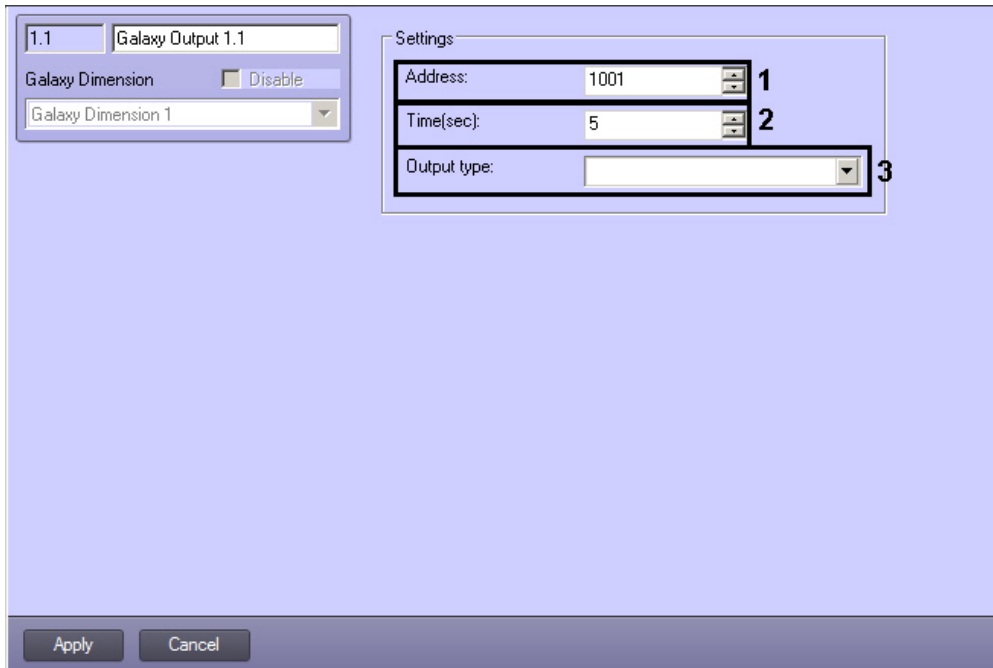 1.1 Galaxy Output 1.1
Galaxy Dimension Disable
Galaxy Dimension 1
Settings
Address: 1001 1
Time(sec): 5 2
Output type: 3
Apply Cancel